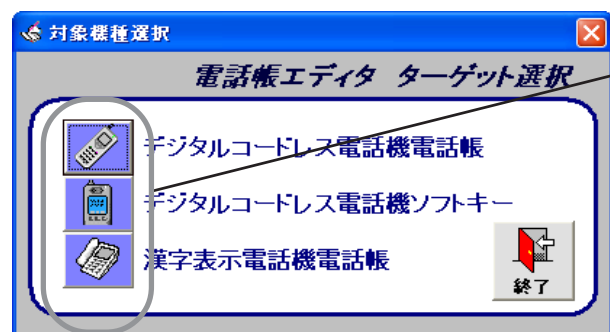 対象機種選択
電話帳エディタ ターゲット選択
デジタルコードレス電話機電話帳
デジタルコードレス電話機ソフトキー
漢字表示電話機電話帳
終了